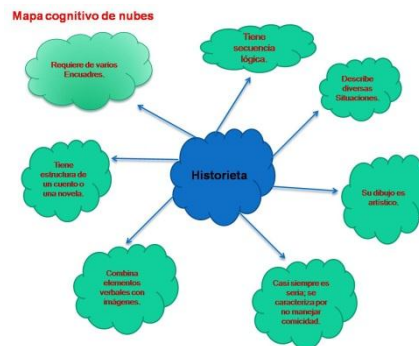 Mapa cognitivo de nubes
Requiere de varios
Encuadres.
Tiene
secuencia
lógica.
Describe
diversas
Situaciones.
Tiene
estructura de
un cuento o
una novela.
Historieta
Su dibujo es
artístico.
Combina
elementos
verbales con
imágenes.
Casi siempre es
seria; se
caracteriza por
no manejar
comicidad.